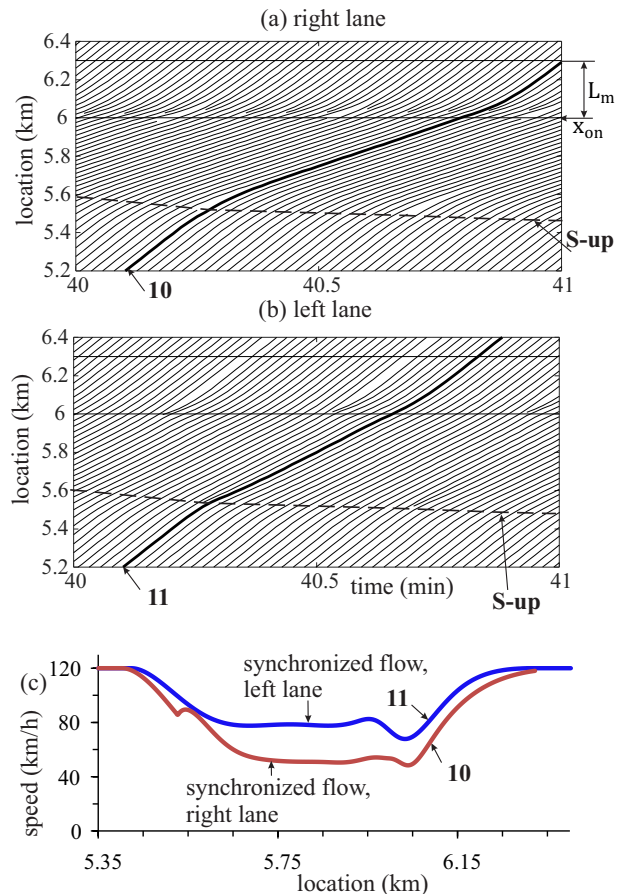 (a) right lane
6.4
6.2
6
5.8
5.6
5.4
5.2
location (km)
L_m
x_on
S-up
10
40
40.5
41
(b) left lane
6.4
6.2
6
5.8
5.6
5.4
5.2
location (km)
40
40.5
41
11
time (min)
S-up
(c)
120
80
40
0
speed (km/h)
synchronized flow,
left lane
11
10
synchronized flow,
right lane
5.35
5.75
6.15
location (km)